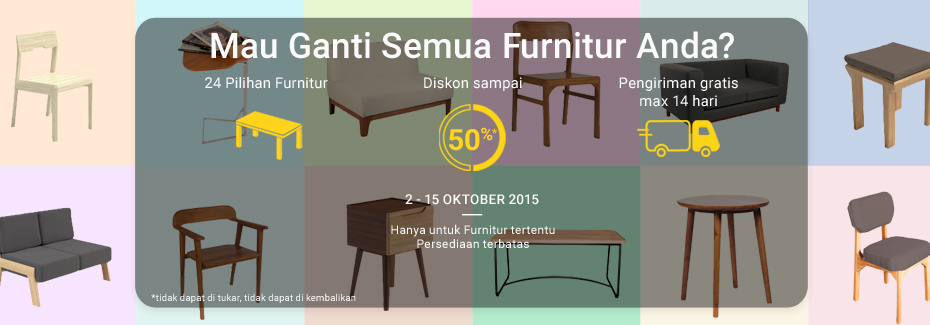 Mau Ganti Semua Furnitur Anda?
24 Pilihan Furnitur
Diskon sampai
50%*
Pengiriman gratis
max 14 hari
2 - 15 OKTOBER 2015
Hanya untuk Furnitur tertentu
Persediaan terbatas
*tidak dapat di tukar, tidak dapat di kembalikan